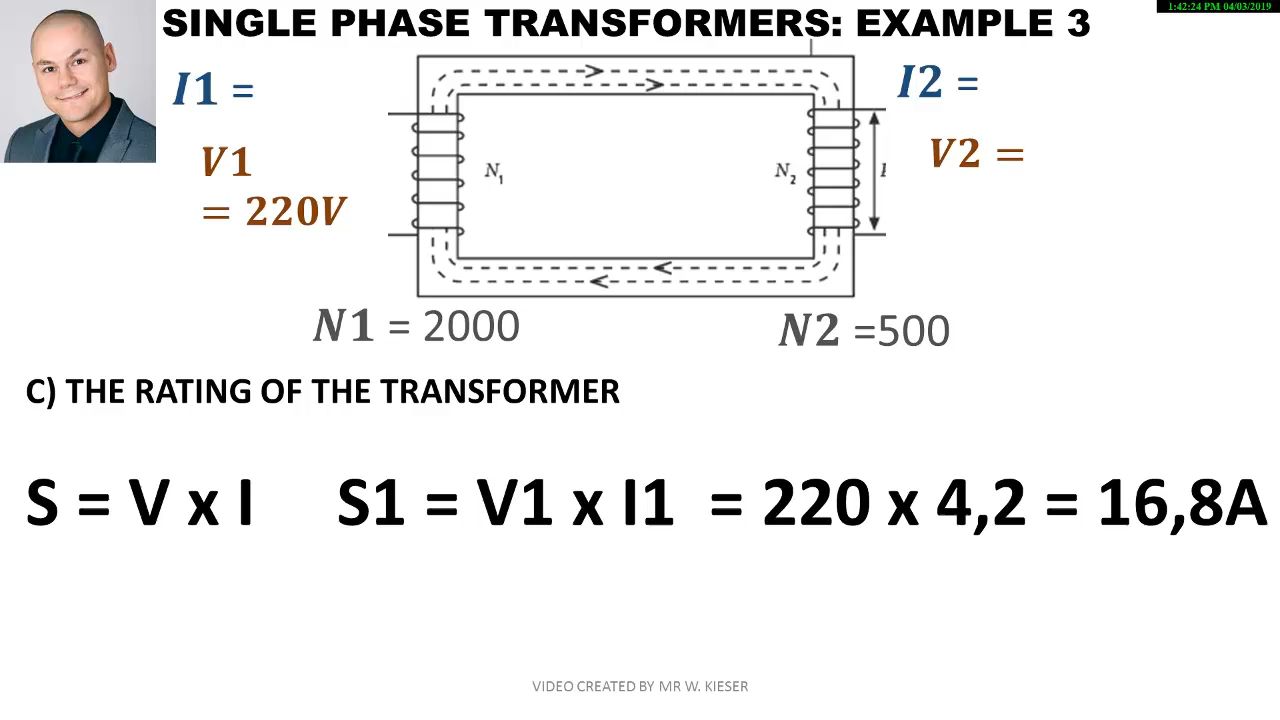 1:42:24 PM 04/03/2019
SINGLE PHASE TRANSFORMERS: EXAMPLE 3
I1 =
I2 =
V1
= 220V
V2 =
N1
N2
N1 = 2000
N2 =500
C) THE RATING OF THE TRANSFORMER
S = V x I S1 = V1 x I1 = 220 x 4,2 = 16,8A
VIDEO CREATED BY MR W. KIESER